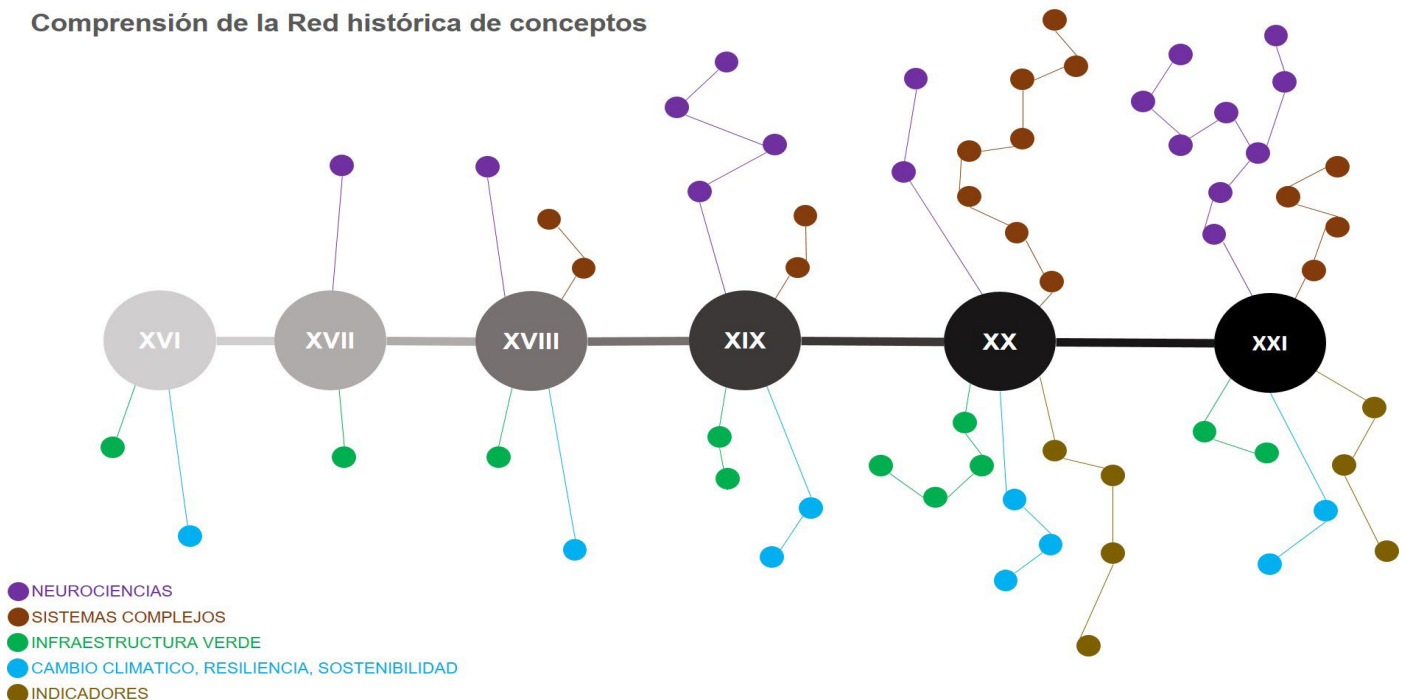 Comprensión de la Red histórica de conceptos
XVI XVII XVIII XIX XX XXI
NEUROCIENCIAS
SISTEMAS COMPLEJOS
INFRAESTRUCTURA VERDE
CAMBIO CLIMATICO, RESILIENCIA, SOSTENIBILIDAD
INDICADORES